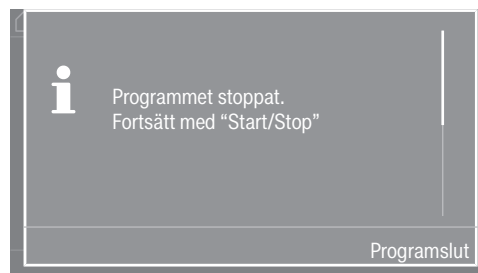 Programmet stoppat.
Fortsätt med “Start/Stop”
Programslut